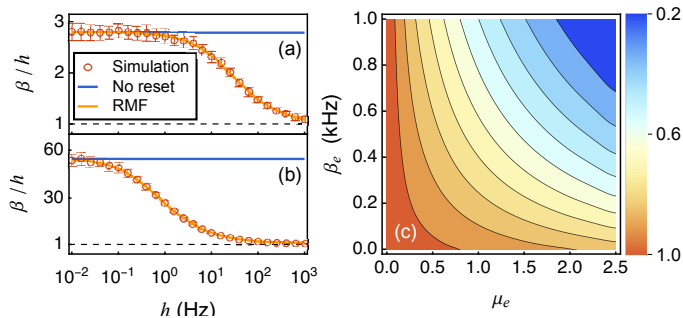 3
2
1
β / h
(a)
Simulation
No reset
RMF
60
30
1
β / h
(b)
10⁻² 10⁻¹ 10⁰ 10¹ 10² 10³
h (Hz)
1.0
0.8
0.6
0.4
0.2
0.0
βₑ (kHz)
(c)
0.0 0.5 1.0 1.5 2.0 2.5
μₑ
0.2
0.6
1.0